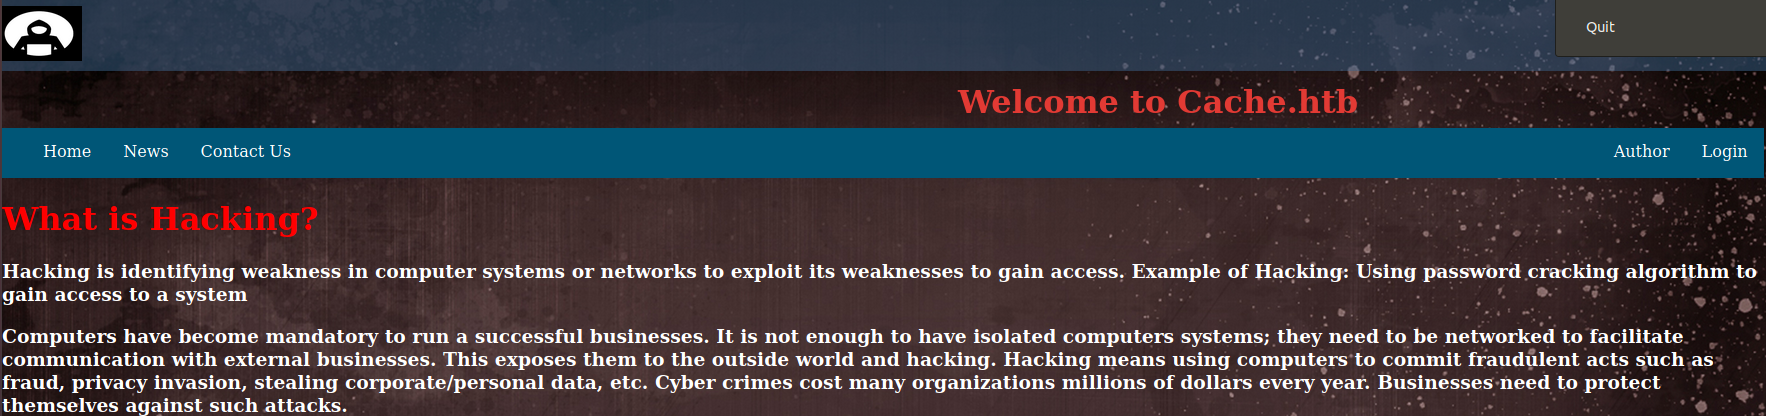 Quit
Welcome to Cache.htb
Home News Contact Us Author Login
What is Hacking?
Hacking is identifying weakness in computer systems or networks to exploit its weaknesses to gain access. Example of Hacking: Using password cracking algorithm to
gain access to a system
Computers have become mandatory to run a successful businesses. It is not enough to have isolated computers systems; they need to be networked to facilitate
communication with external businesses. This exposes them to the outside world and hacking. Hacking means using computers to commit fraudulent acts such as
fraud, privacy invasion, stealing corporate/personal data, etc. Cyber crimes cost many organizations millions of dollars every year. Businesses need to protect
themselves against such attacks.